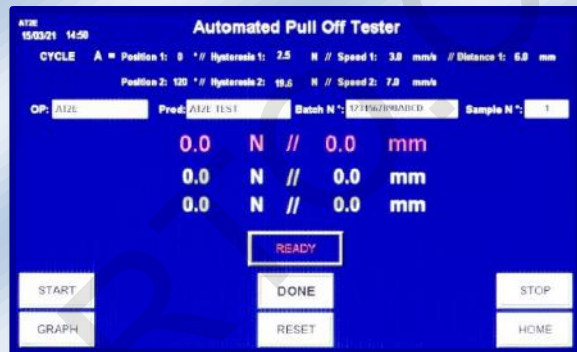 AT2E
15/03/21 14:50
Automated Pull Off Tester
CYCLE A = Position 1: 0 °// Hysteresis 1: 2.5 N // Speed 1: 3.0 mm/s // Distance 1: 6.0 mm
Position 2: 120 °// Hysteresis 2: 19.6 N // Speed 2: 7.0 mm/s
OP: AT2E Prod: AT2E TEST Batch N °: 1234567890ABCD Sample N °: 1
0.0 N // 0.0 mm
0.0 N // 0.0 mm
0.0 N // 0.0 mm
READY
START DONE STOP
GRAPH RESET HOME